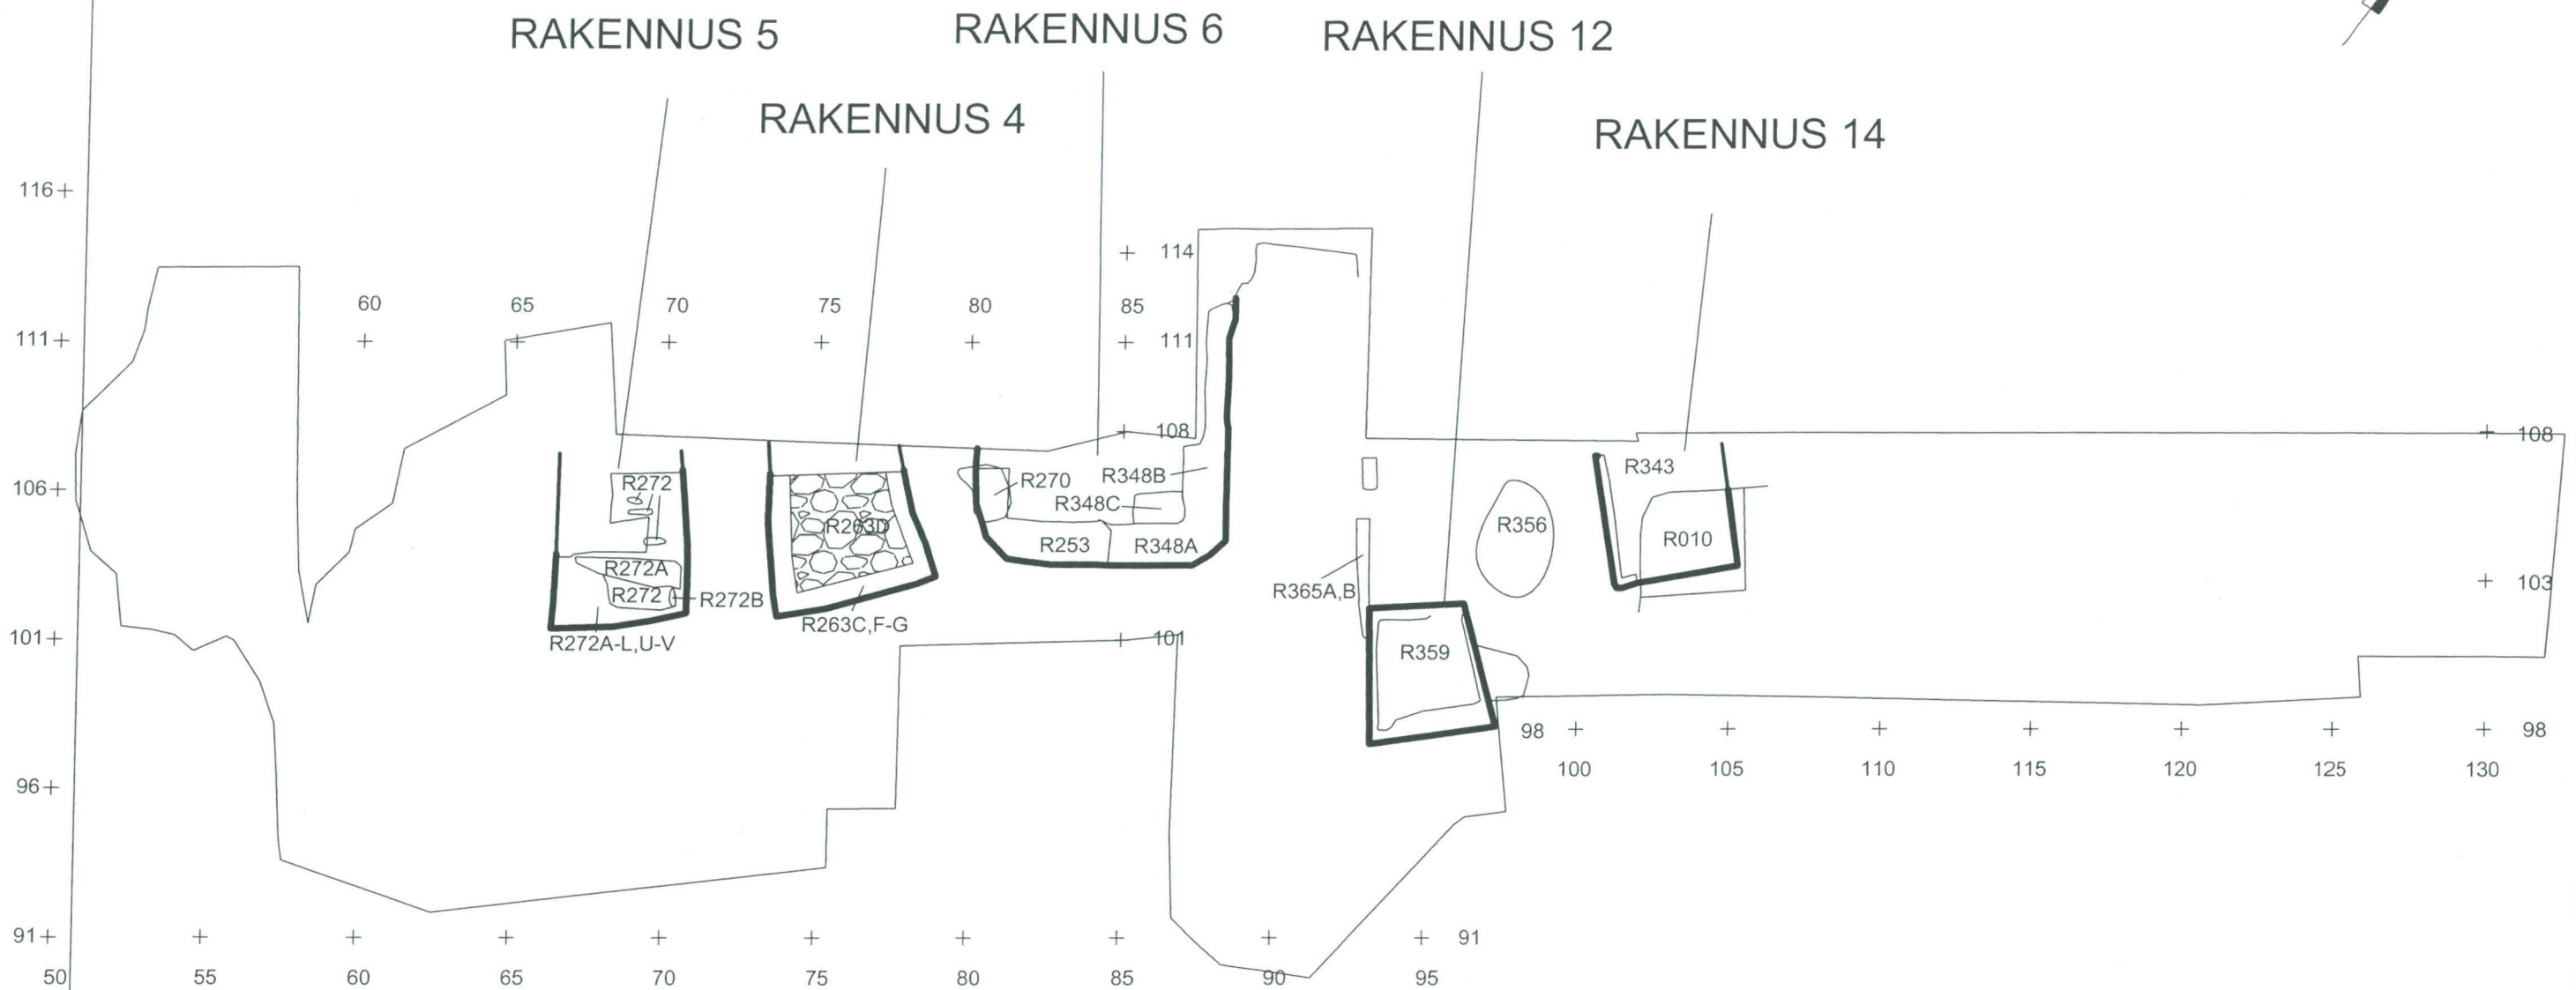 RAKENNUS 5
RAKENNUS 6
RAKENNUS 12
RAKENNUS 4
RAKENNUS 14
116+
+ 114
60 65 70 75 80 85
111+ + + + + + + 111
+ 108
+ 108
106+
R272
R263D
R270
R348B
R348C
R253
R348A
R356
R343
R010
R272A
R272
R272B
R272A-L,U-V
R263C,F-G
R365A,B
+ 103
101+
+ 101
R359
98 + + + + + + + 98
100 105 110 115 120 125 130
96+
91+ + + + + + + + + + 91
50 55 60 65 70 75 80 85 90 95